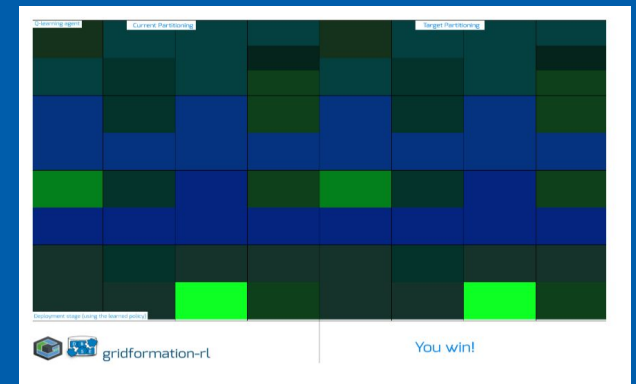 Q-learning agent
Current Partitioning
Target Partitioning
Deployment stage (using the learned policy)
gridformation-rl
You win!